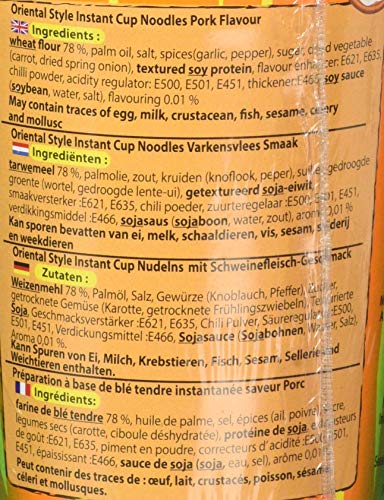 Oriental Style Instant Cup Noodles Pork Flavour
Ingredients :
wheat flour 78 %, palm oil, salt, spices(garlic, pepper), sugar, dried vegetable
(carrot, dried spring onion), textured soy protein, flavour enhancer: E621, E635,
chili powder, acidity regulator: E500, E501, E451, thickener:E466, soy sauce
(soybean, water, salt), flavouring 0.01 %
May contain traces of egg, milk, crustacean, fish, sesame, celery
and mollusc
Oriental Style Instant Cup Noodles Varkensvlees Smaak
Ingrediënten :
tarwemeel 78 %, palmolie, zout, kruiden (knoflook, peper), suiker, gedroogde
groente (wortel, gedroogde lente-ui), getextureerd soja-eiwit,
smaakversterker :E621, E635, chili poeder, zuurteregelaar: E500, E501, E451,
verdikkingsmiddel :E466, sojasaus (sojaboon, water, zout), aroma 0,01 %
Kan sporen bevatten van ei, melk, schaaldieren, vis, sesam, selderij
en weekdieren
Oriental Style Instant Cup Nudelns mit Schweinefleisch-Geschmack
Zutaten :
Weizenmehl 78 %, Palmöl, Salz, Gewürze (Knoblauch, Pfeffer), Zucker,
getrocknete Gemüse (Karotte, getrocknete Frühlingszwiebeln), Texturierte
Soja, Geschmacksverstärker :E621, E635, Chili Pulver, Säureregulator: E500,
E501, E451, Verdickungsmittel :E466, Sojasauce (Sojabohnen, Wasser, Salz),
Aroma 0.01%.
Kann Spuren von Ei, Milch, Krebstieren, Fisch, Sesam, Sellerie und
Weichtieren enthalten.
Préparation à base de blé tendre instantanée saveur Porc
Ingrédients:
farine de blé tendre 78 %, huile de palme, sel, épices (ail, poivre), sucre,
légumes secs (carotte, ciboule déshydratée), protéine de soja, exhausteurs
de goût :E621, E635, piment en poudre, correcteurs d'acidité :E500, E501,
E451, épaississant :E466, sauce de soja (soja, eau, sel), arôme 0,01%
Peut contenir des traces de : œuf, lait, crustacés, poisson, sésame,
céleri et mollusques.